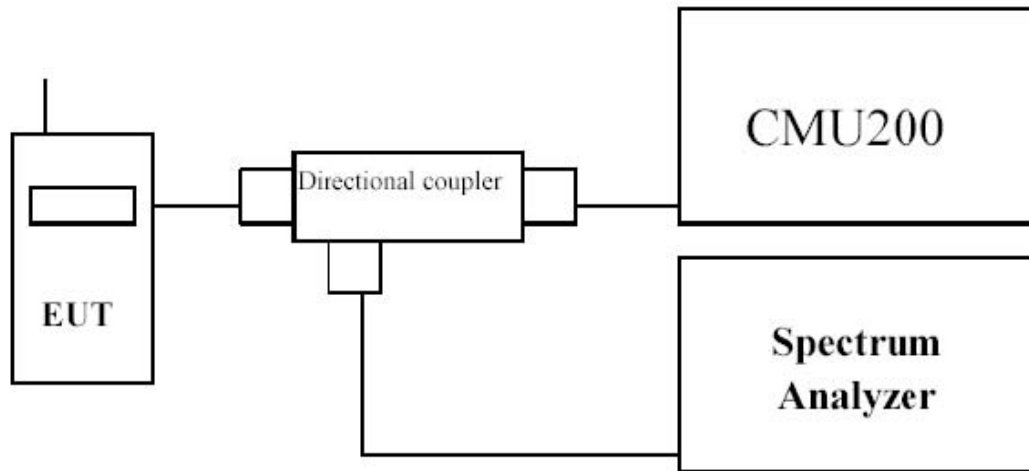 CMU200
Directional coupler
EUT
Spectrum
Analyzer